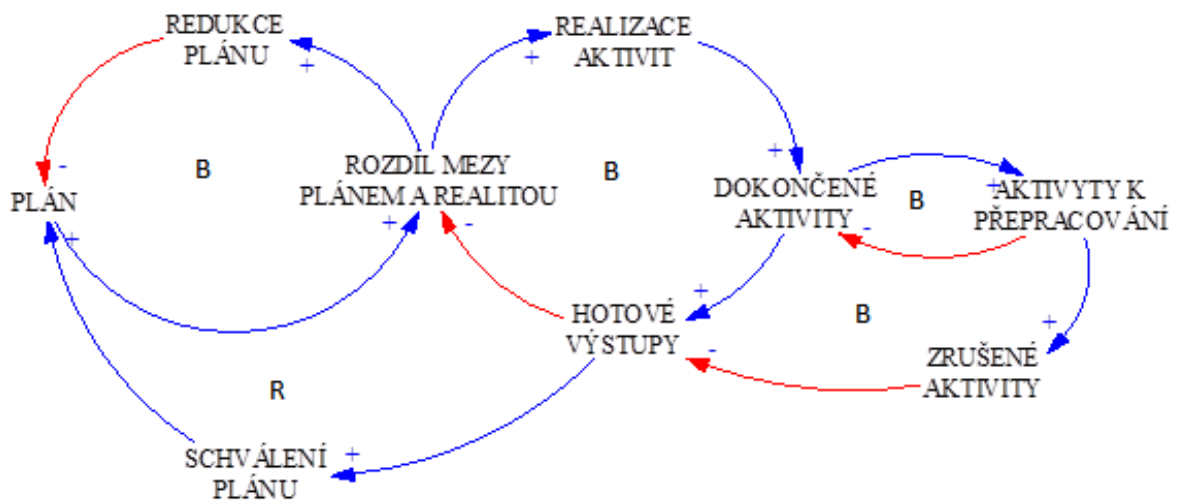 REDUKCE
PLÁNU
+
REALIZACE
AKTIVIT
+
-
B
ROZDÍL MEZY
PLÁNEM A REALITOU
B
+
DOKONČENÉ
AKTIVITY
B
+
AKTIVYTY K
PŘEPRACOVÁNÍ
PLÁN
+
+
-
-
+
HOTOVÉ
VÝSTUPY
B
+
-
ZRUŠENÉ
AKTIVITY
R
SCHVÁLENÍ
PLÁNU
+